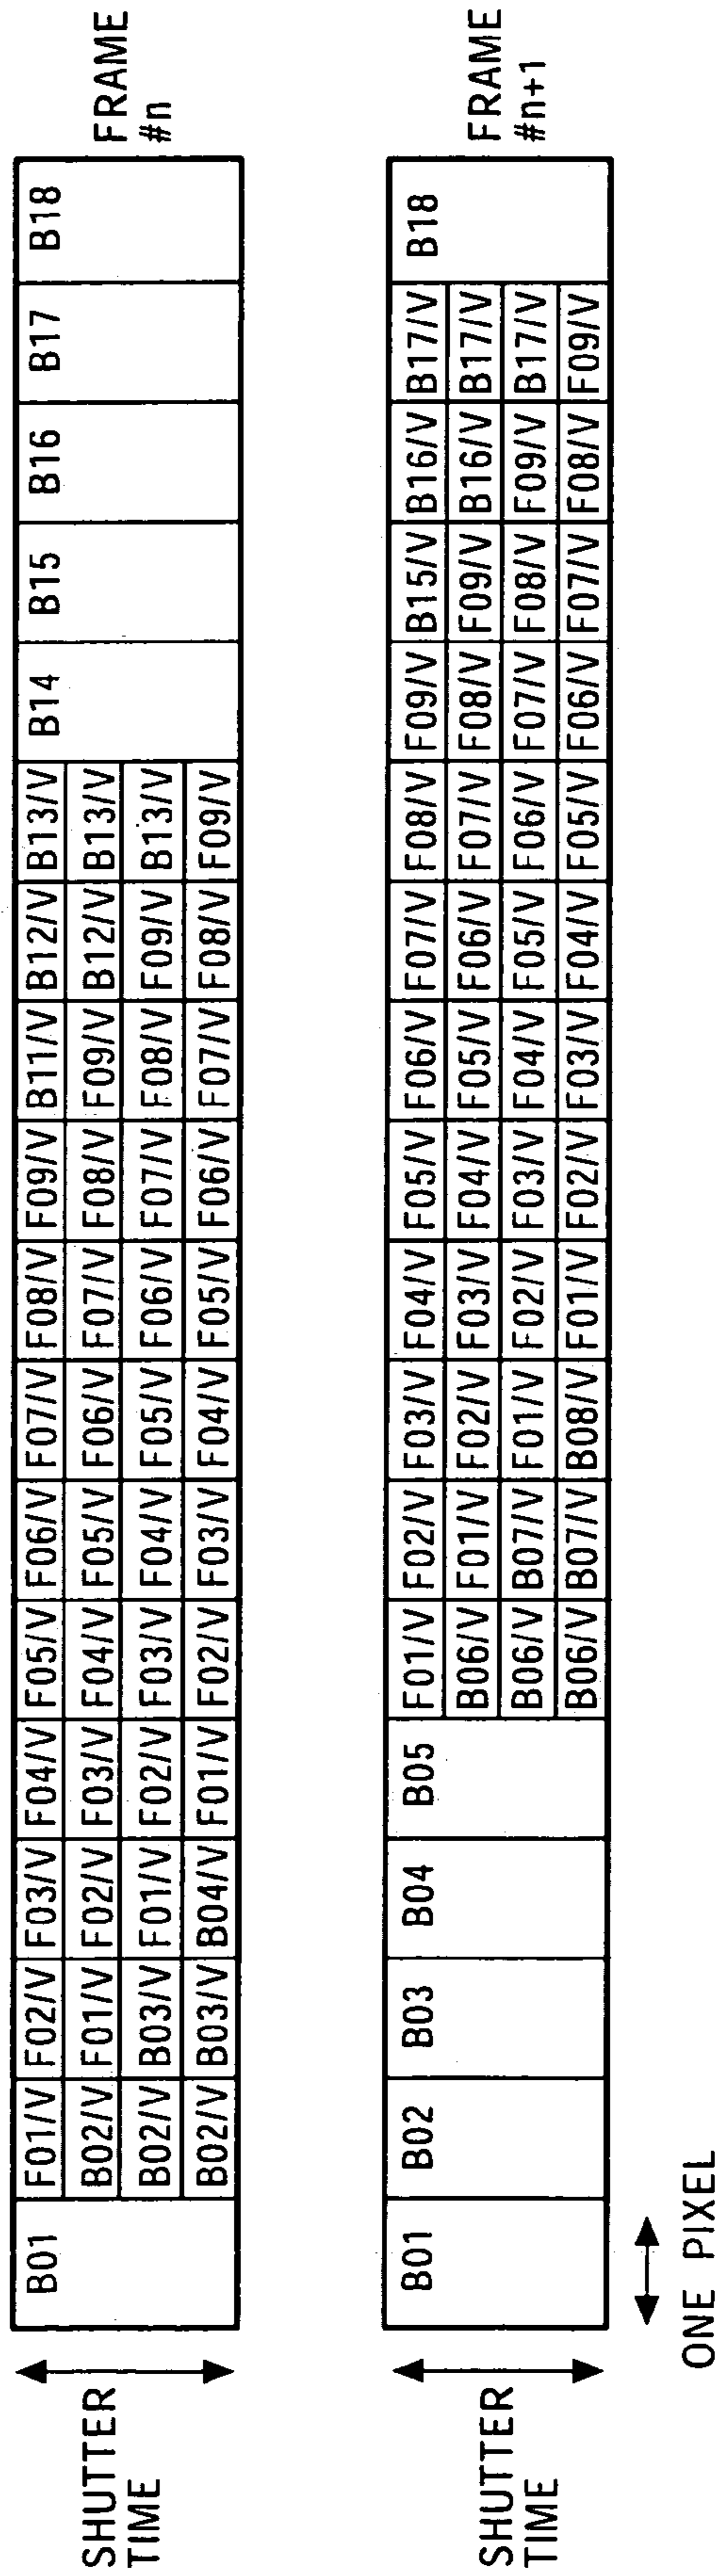 SHUTTER
TIME
B01 F01/V F02/V F03/V F04/V F05/V F06/V F07/V F08/V F09/V B11/V B12/V B13/V B14 B15 B16 B17 B18
B02/V F01/V F02/V F03/V F04/V F05/V F06/V F07/V F08/V F09/V B12/V B13/V
B02/V B03/V F01/V F02/V F03/V F04/V F05/V F06/V F07/V F08/V F09/V B13/V
B02/V B03/V B04/V F01/V F02/V F03/V F04/V F05/V F06/V F07/V F08/V F09/V
FRAME
#n
SHUTTER
TIME
B01 B02 B03 B04 B05 F01/V F02/V F03/V F04/V F05/V F06/V F07/V F08/V F09/V B15/V B16/V B17/V B18
B06/V F01/V F02/V F03/V F04/V F05/V F06/V F07/V F08/V F09/V B16/V B17/V
B06/V B07/V F01/V F02/V F03/V F04/V F05/V F06/V F07/V F08/V F09/V B17/V
B06/V B07/V B08/V F01/V F02/V F03/V F04/V F05/V F06/V F07/V F08/V F09/V
FRAME
#n+1
ONE PIXEL